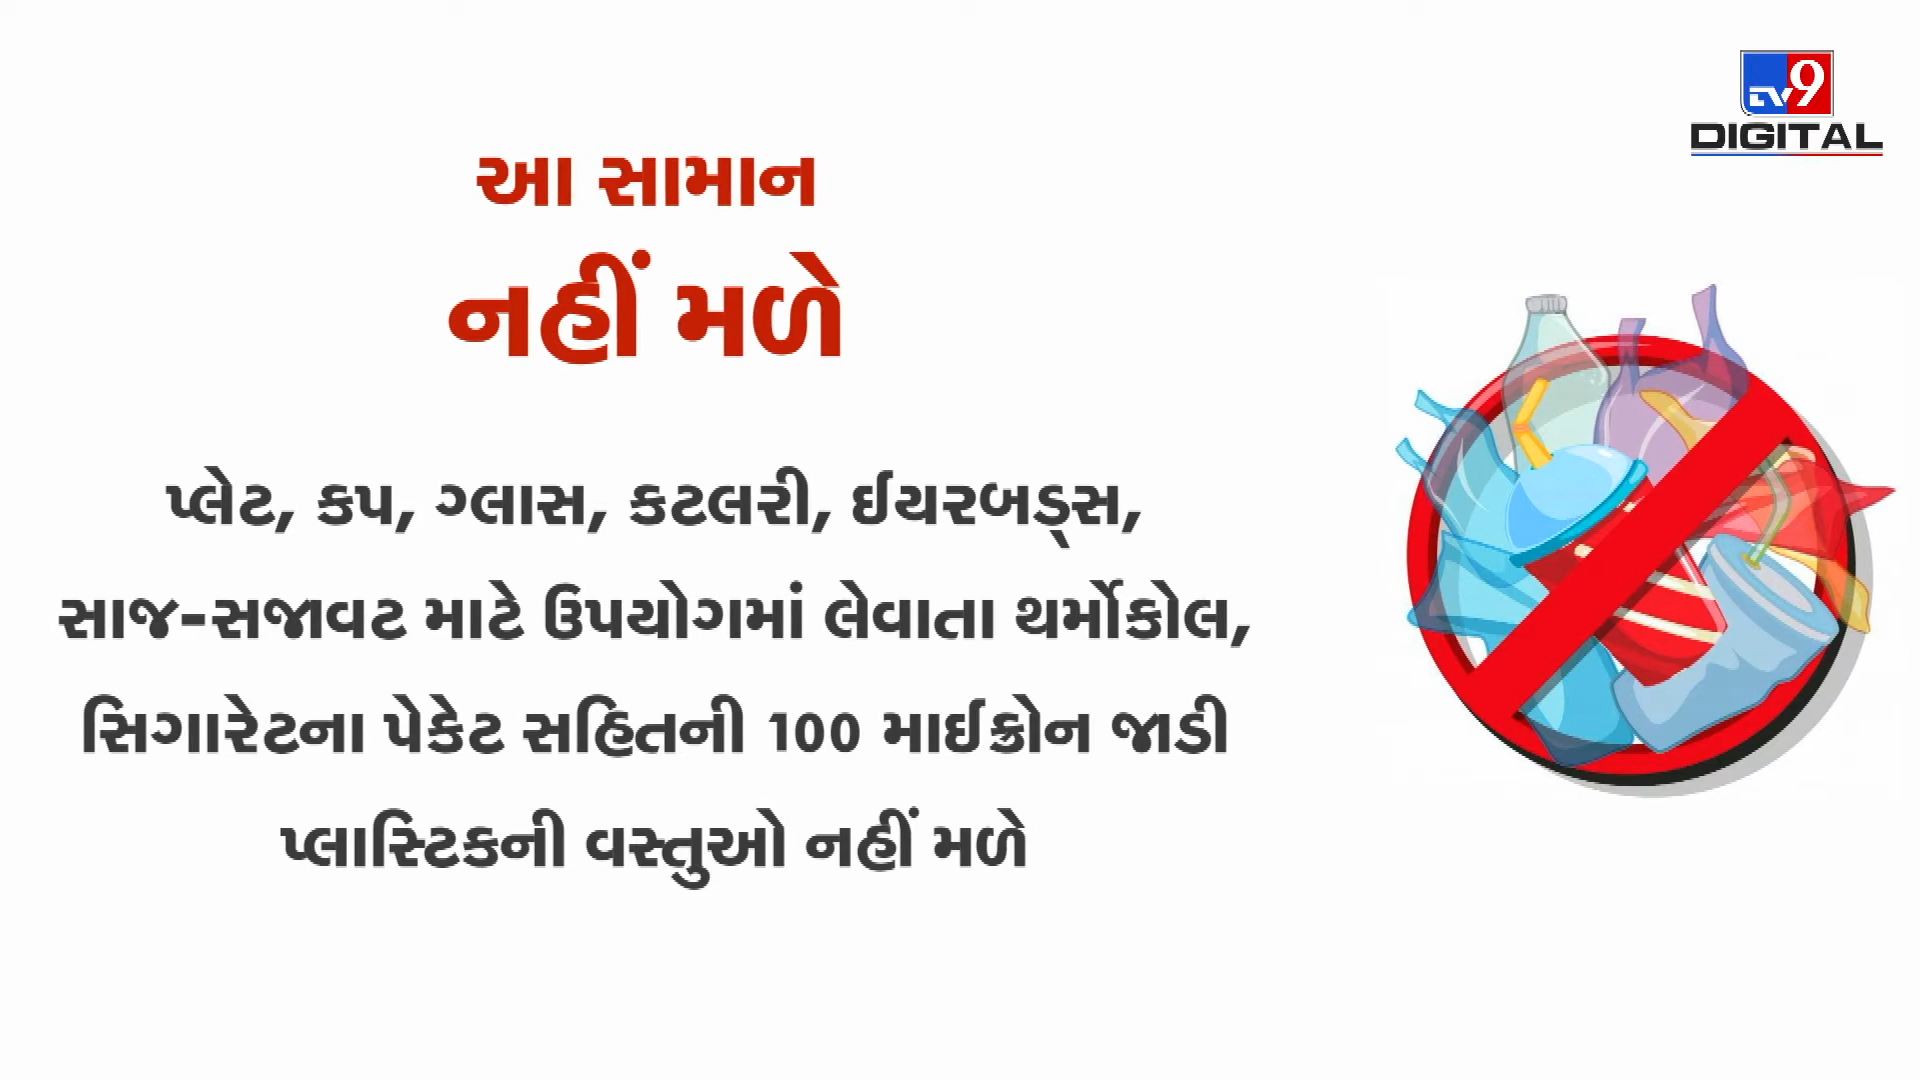 tv9
DIGITAL
આ સામાન
નહીં મળે
પ્લેટ, કપ, ગ્લાસ, કટલરી, ઈયરબડ્સ,
સાજ-સજાવટ માટે ઉપયોગમાં લેવાતા થર્મોકોલ,
સિગારેટના પેકેટ સહિતની 100 માઈક્રોન જાડી
પ્લાસ્ટિકની વસ્તુઓ નહીં મળે